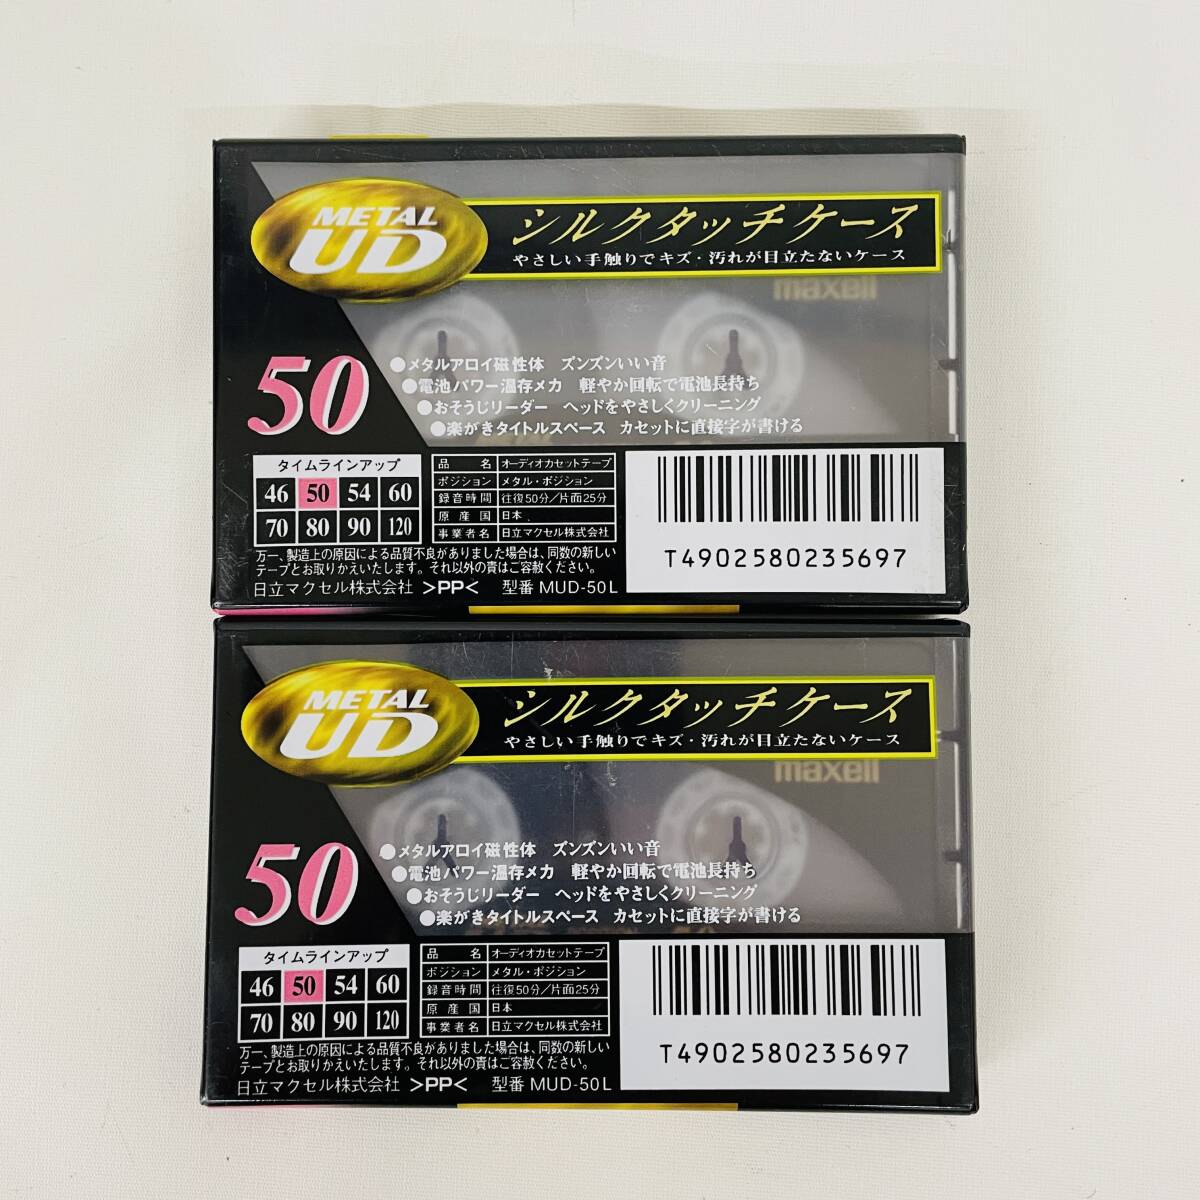 METAL
UD
シルクタッチケース
やさしい手触りでキズ・汚れが目立たないケース
maxell
50
●メタルアロイ磁性体 ズンズンいい音
●電池パワー温存メカ 軽やか回転で電池長持ち
●おそうじリーダー ヘッドをやさしくクリーニング
●楽がきタイトルスペース カセットに直接字が書ける
タイムラインアップ
46 50 54 60
70 80 90 120
品名 オーディオカセットテープ
ポジション メタル・ポジション
録音時間 往復50分/片面25分
原産国 日本
事業者名 日立マクセル株式会社
万一、製造上の原因による品質不良がありました場合は、同数の新しい
テープとお取りかえいたします。それ以外の責はご容赦ください。
日立マクセル株式会社 >PP< 型番 MUD-50L
T4902580235697
METAL
UD
シルクタッチケース
やさしい手触りでキズ・汚れが目立たないケース
maxell
50
●メタルアロイ磁性体 ズンズンいい音
●電池パワー温存メカ 軽やか回転で電池長持ち
●おそうじリーダー ヘッドをやさしくクリーニング
●楽がきタイトルスペース カセットに直接字が書ける
タイムラインアップ
46 50 54 60
70 80 90 120
品名 オーディオカセットテープ
ポジション メタル・ポジション
録音時間 往復50分/片面25分
原産国 日本
事業者名 日立マクセル株式会社
万一、製造上の原因による品質不良がありました場合は、同数の新しい
テープとお取りかえいたします。それ以外の責はご容赦ください。
日立マクセル株式会社 >PP< 型番 MUD-50L
T4902580235697